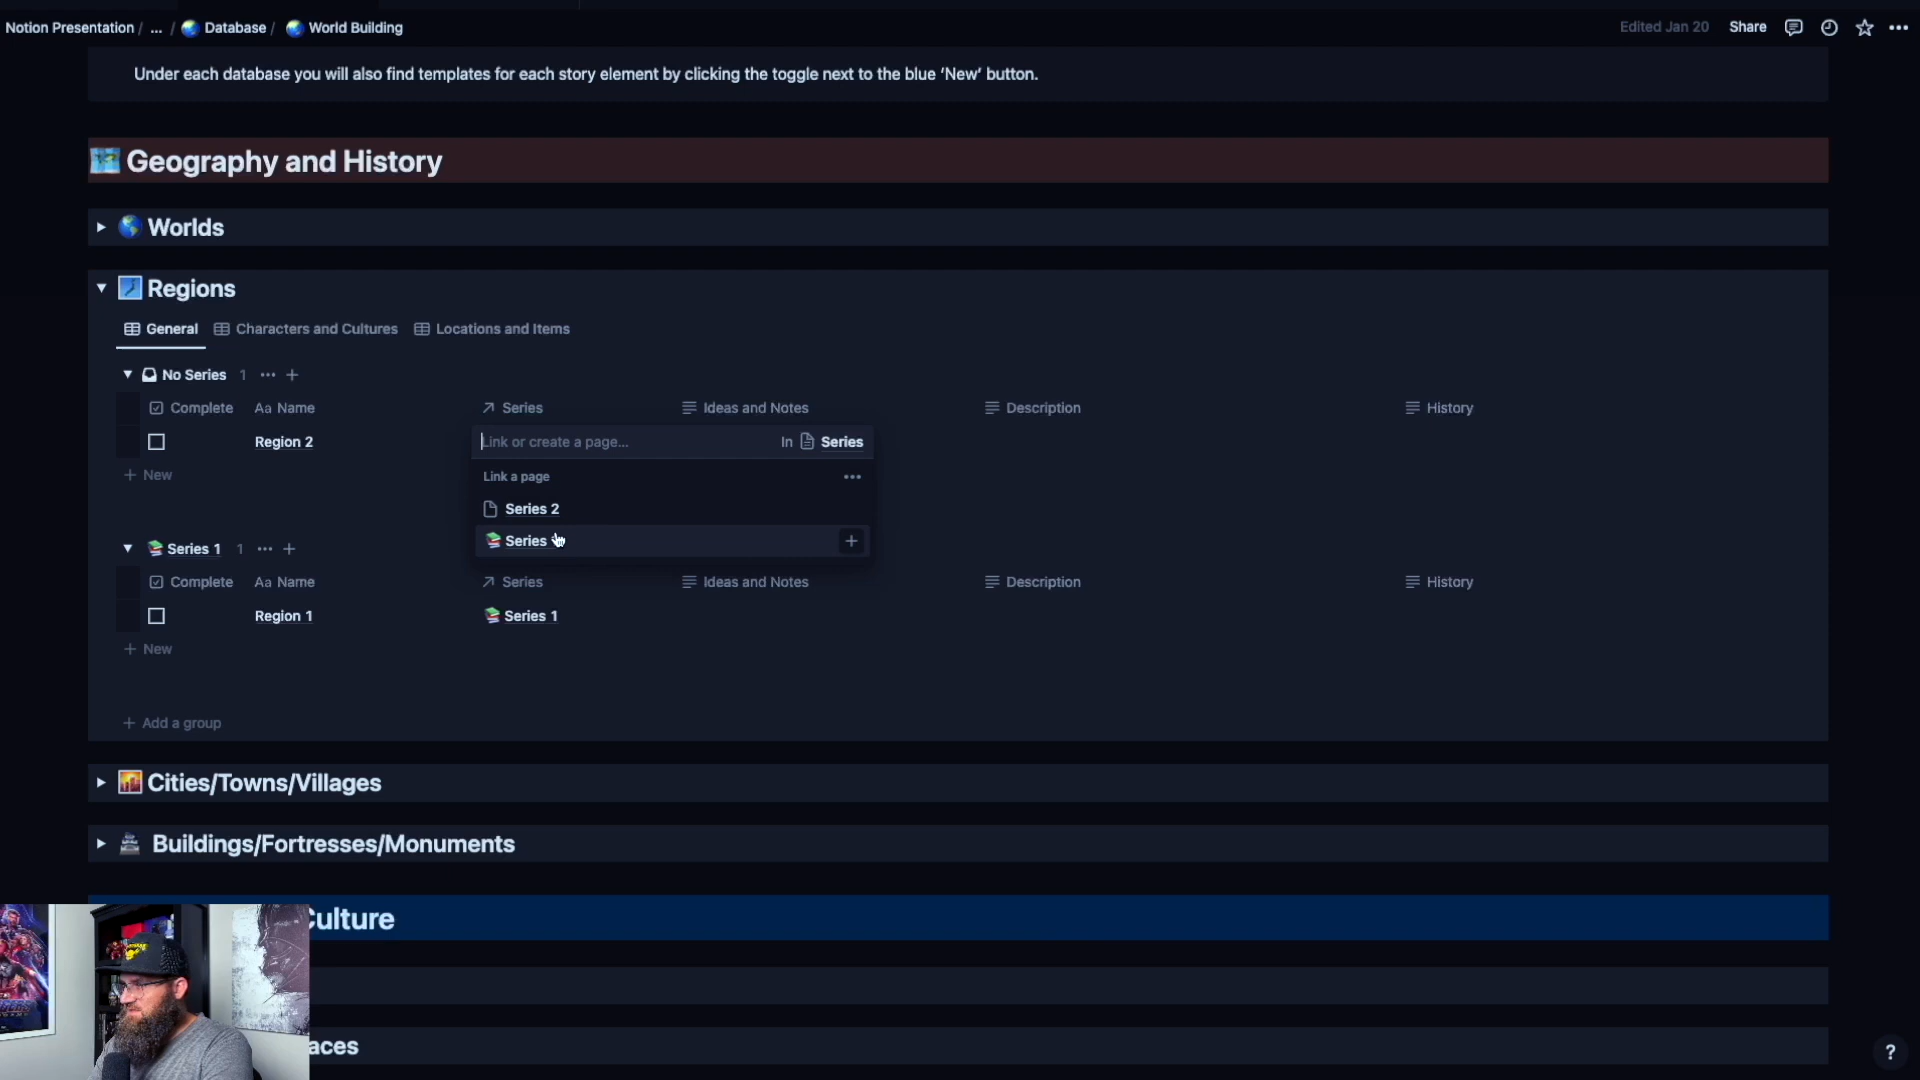 Notion Presentation / ... / Database / World Building
Edited Jan 20 Share
Under each database you will also find templates for each story element by clicking the toggle next to the blue ‘New’ button.
Geography and History
Worlds
Regions
General Characters and Cultures Locations and Items
No Series 1 ... +
Complete Aa Name Series Ideas and Notes Description History
Region 2 Link or create a page... In Series
+ New Link a page ...
Series 2
Series +
Series 1 1 ... +
Complete Aa Name Series Ideas and Notes Description History
Region 1 Series 1
+ New
+ Add a group
Cities/Towns/Villages
Buildings/Fortresses/Monuments
Culture
aces
?